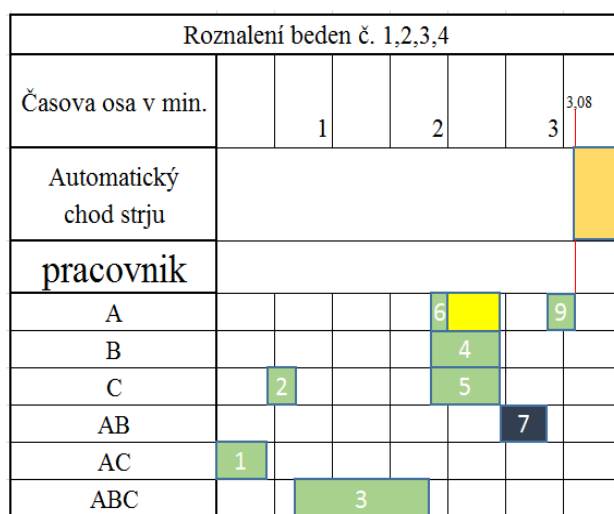 Roznalení beden č. 1,2,3,4
Časova osa v min.
1
2
3
3,08
Automatický
chod strju
pracovnik
A
6
9
B
4
C
2
5
AB
7
AC
1
ABC
3